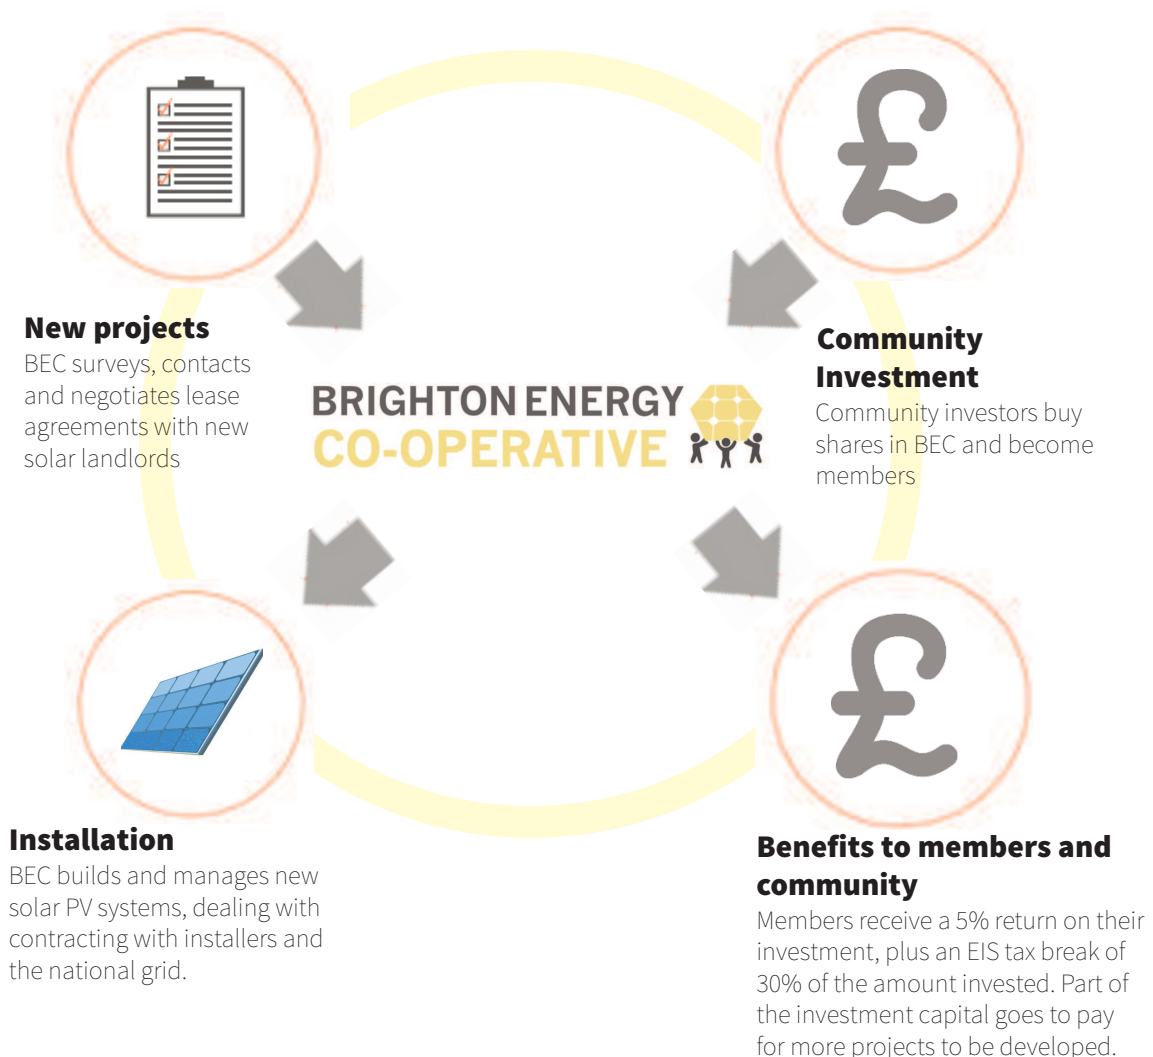 New projects
BEC surveys, contacts
and negotiates lease
agreements with new
solar landlords
Community
Investment
Community investors buy
shares in BEC and become
members
BRIGHTON ENERGY
CO-OPERATIVE
Installation
BEC builds and manages new
solar PV systems, dealing with
contracting with installers and
the national grid.
Benefits to members and
community
Members receive a 5% return on their
investment, plus an EIS tax break of
30% of the amount invested. Part of
the investment capital goes to pay
for more projects to be developed.